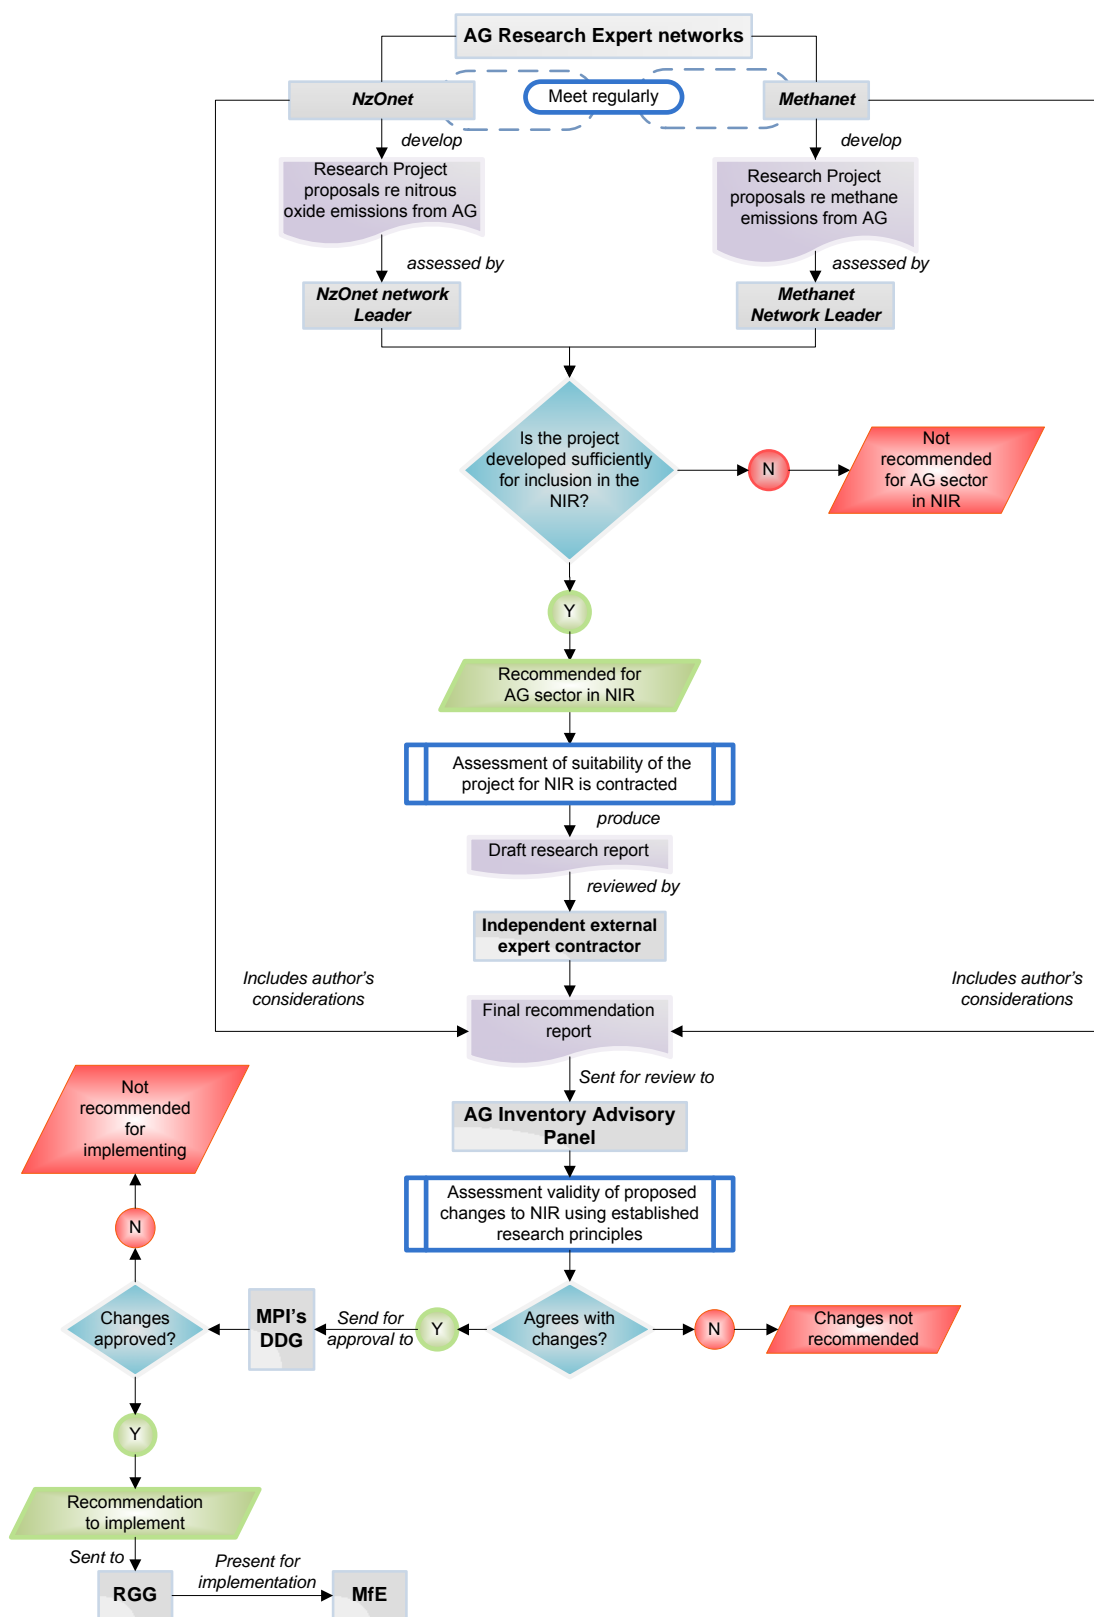 AG Research Expert networks
NzOnet
Meet regularly
Methanet
develop
develop
Research Project
proposals re nitrous
oxide emissions from AG
Research Project
proposals re methane
emissions from AG
assessed by
assessed by
NzOnet network
Leader
Methanet
Network Leader
Is the project
developed sufficiently
for inclusion in the
NIR?
N
Not
recommended
for AG sector
in NIR
Y
Recommended for
AG sector in NIR
Assessment of suitability of the
project for NIR is contracted
produce
Draft research report
reviewed by
Independent external
expert contractor
Includes author's
considerations
Includes author's
considerations
Final recommendation
report
Sent for review to
AG Inventory Advisory
Panel
Assessment validity of proposed
changes to NIR using established
research principles
Agrees with
changes?
N
Changes not
recommended
Y
Send for
approval to
MPI's
DDG
Changes
approved?
N
Not
recommended
for
implementing
Y
Recommendation
to implement
Sent to
RGG
Present for
implementation
MfE